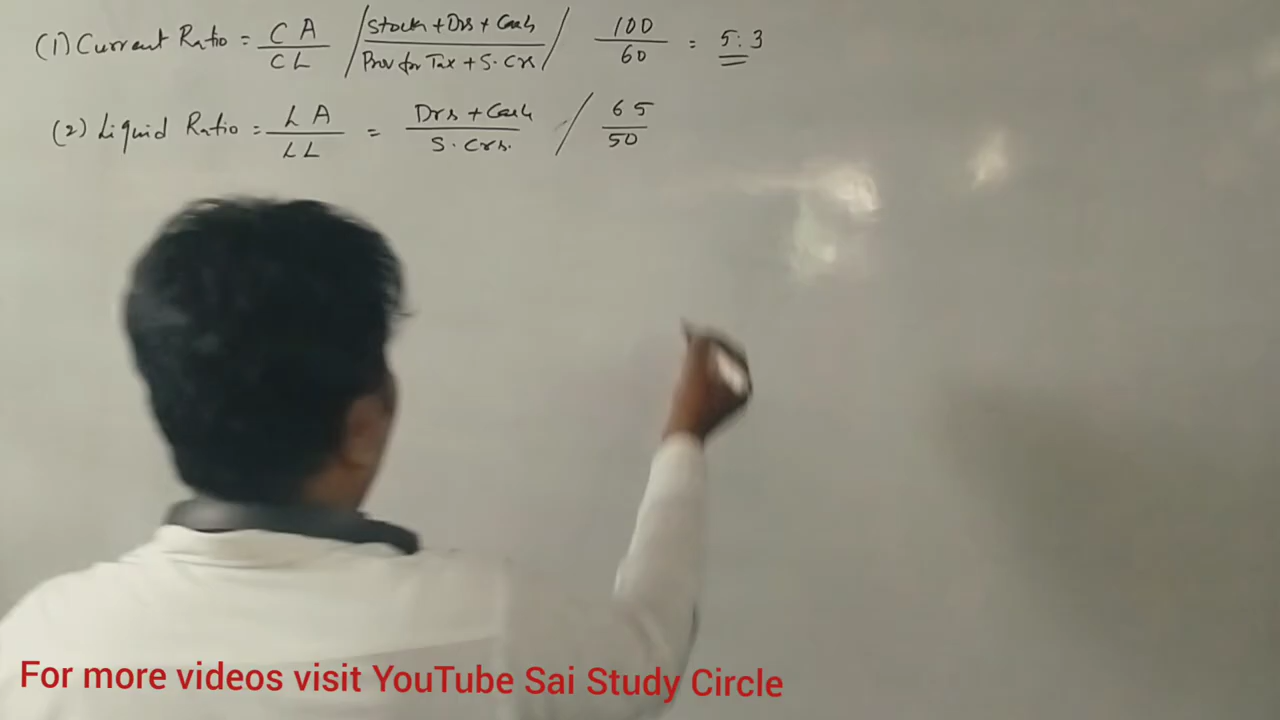 (1) Current Ratio = CA / CL / Stock + Drs + Cash / Prov for Tax + S. Crs / 100 / 60 = 5:3
(2) Liquid Ratio = LA / LL = Drs + Cash / S. Crs. / 65 / 50
For more videos visit YouTube Sai Study Circle